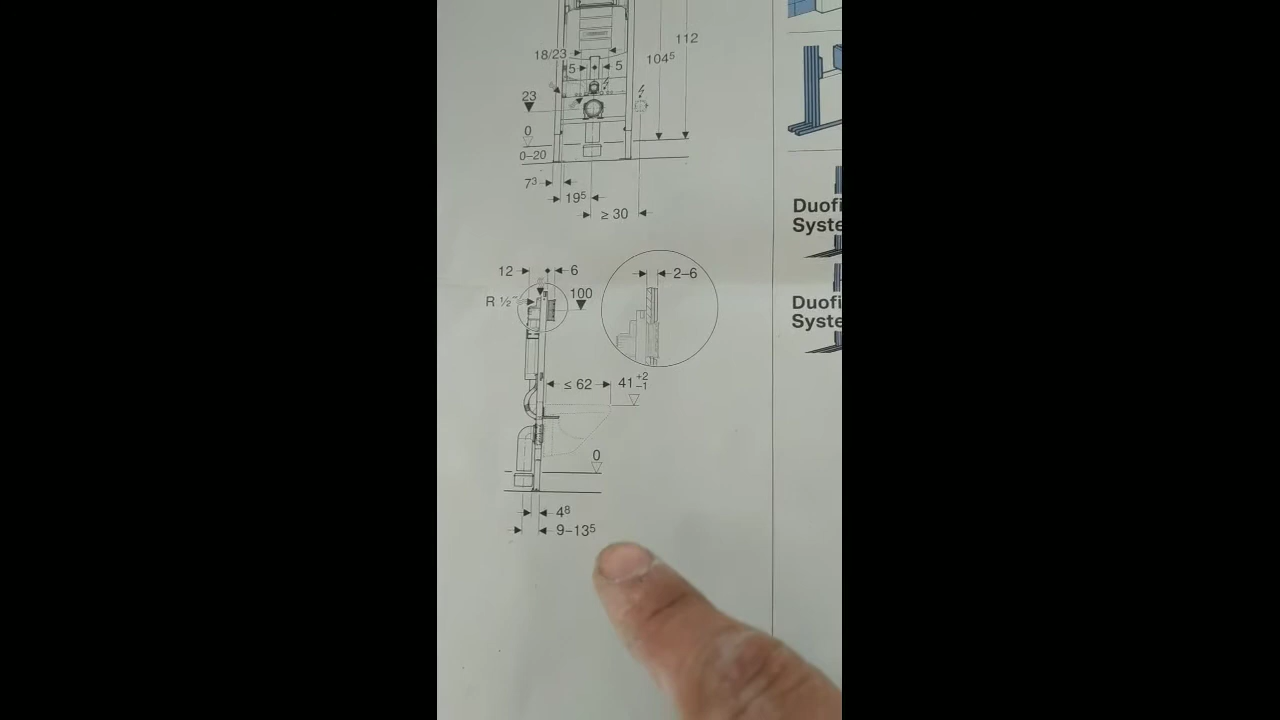 112
104⁵
18/23
5 5
23
0
0–20
7³
19⁵
≥ 30
12 6
2–6
R ½"
100
≤ 62
41 +2 –1
0
4⁸
9–13⁵
Duofi
Syste
Duofi
Syste